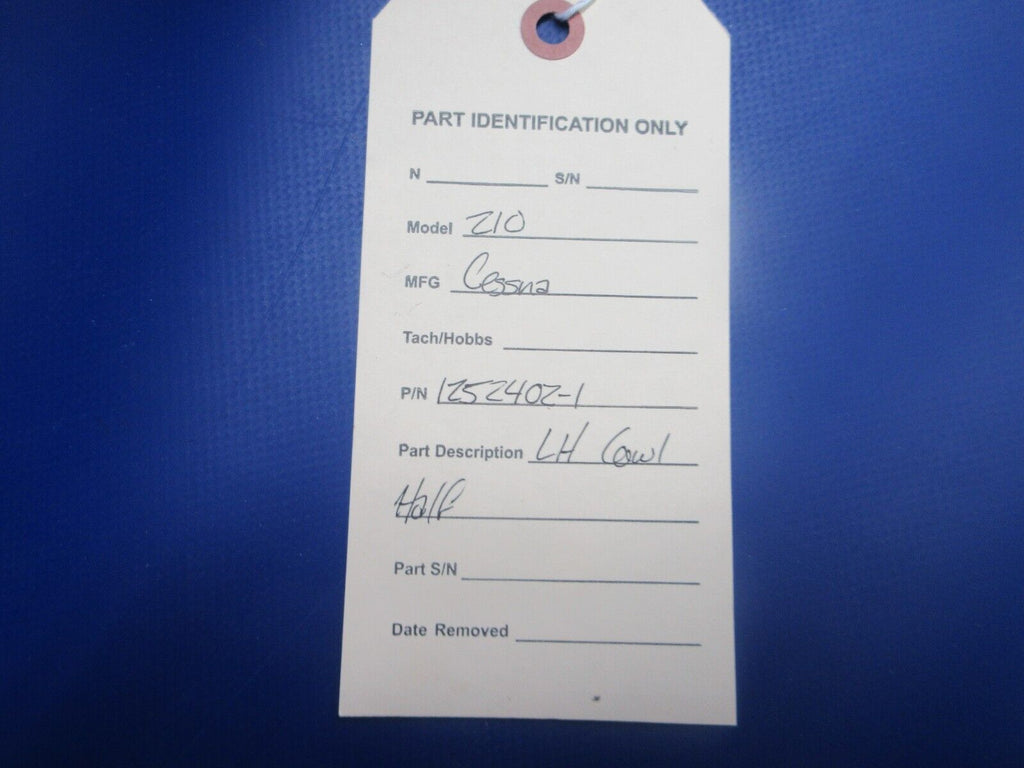 PART IDENTIFICATION ONLY
N S/N
Model 210
MFG Cessna
Tach/Hobbs
P/N 1252402-1
Part Description LH Cowl
Half
Part S/N
Date Removed